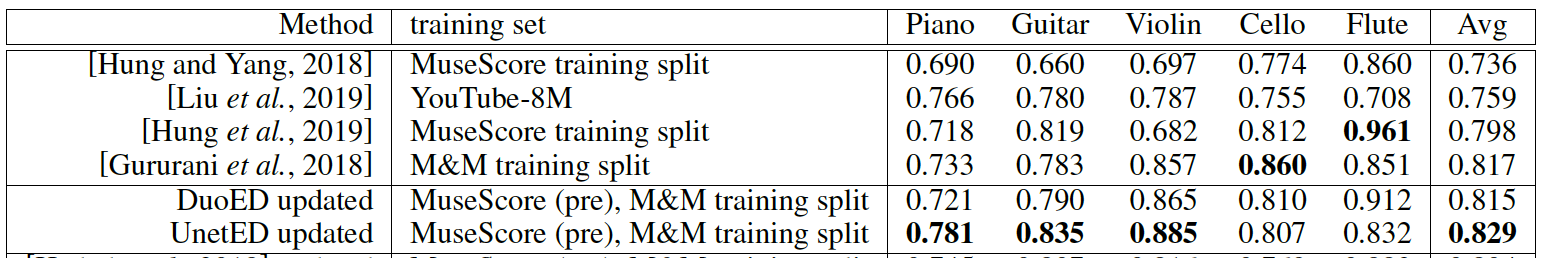 Method training set Piano Guitar Violin Cello Flute Avg
[Hung and Yang, 2018] MuseScore training split 0.690 0.660 0.697 0.774 0.860 0.736
[Liu et al., 2019] YouTube-8M 0.766 0.780 0.787 0.755 0.708 0.759
[Hung et al., 2019] MuseScore training split 0.718 0.819 0.682 0.812 0.961 0.798
[Gururani et al., 2018] M&M training split 0.733 0.783 0.857 0.860 0.851 0.817
DuoED updated MuseScore (pre), M&M training split 0.721 0.790 0.865 0.810 0.912 0.815
UnetED updated MuseScore (pre), M&M training split 0.781 0.835 0.885 0.807 0.832 0.829